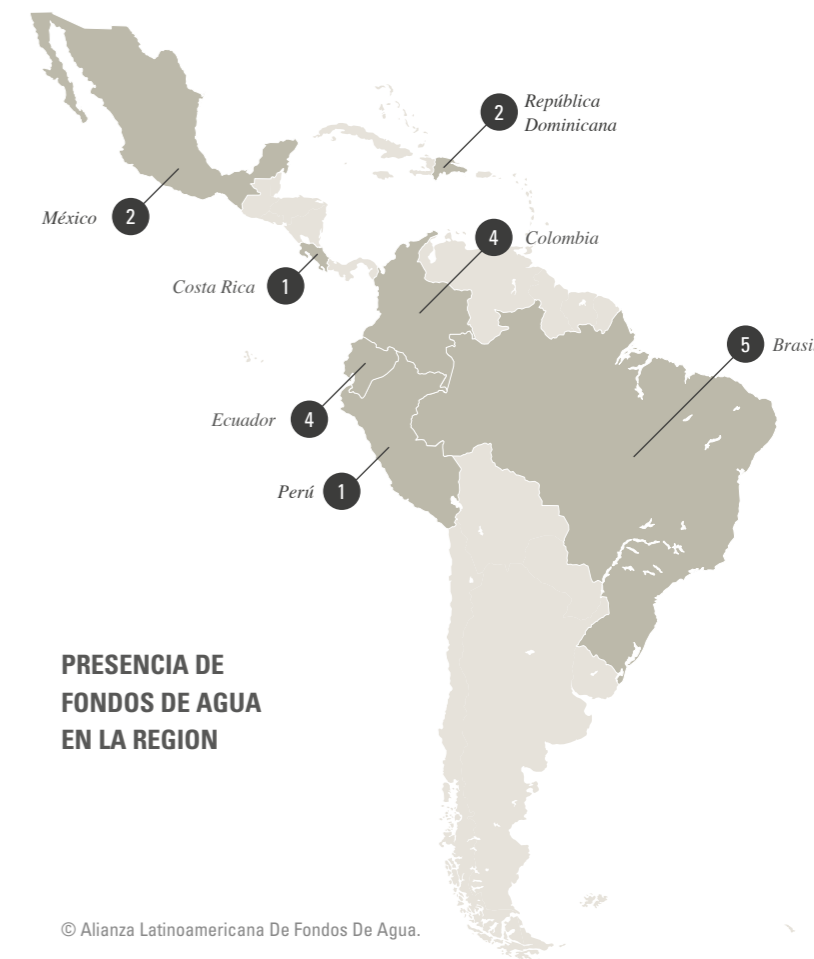 2
República
Dominicana
México
2
4
Colombia
Costa Rica
1
5
Brasi
Ecuador
4
Perú
1
PRESENCIA DE
FONDOS DE AGUA
EN LA REGION
© Alianza Latinoamericana De Fondos De Agua.